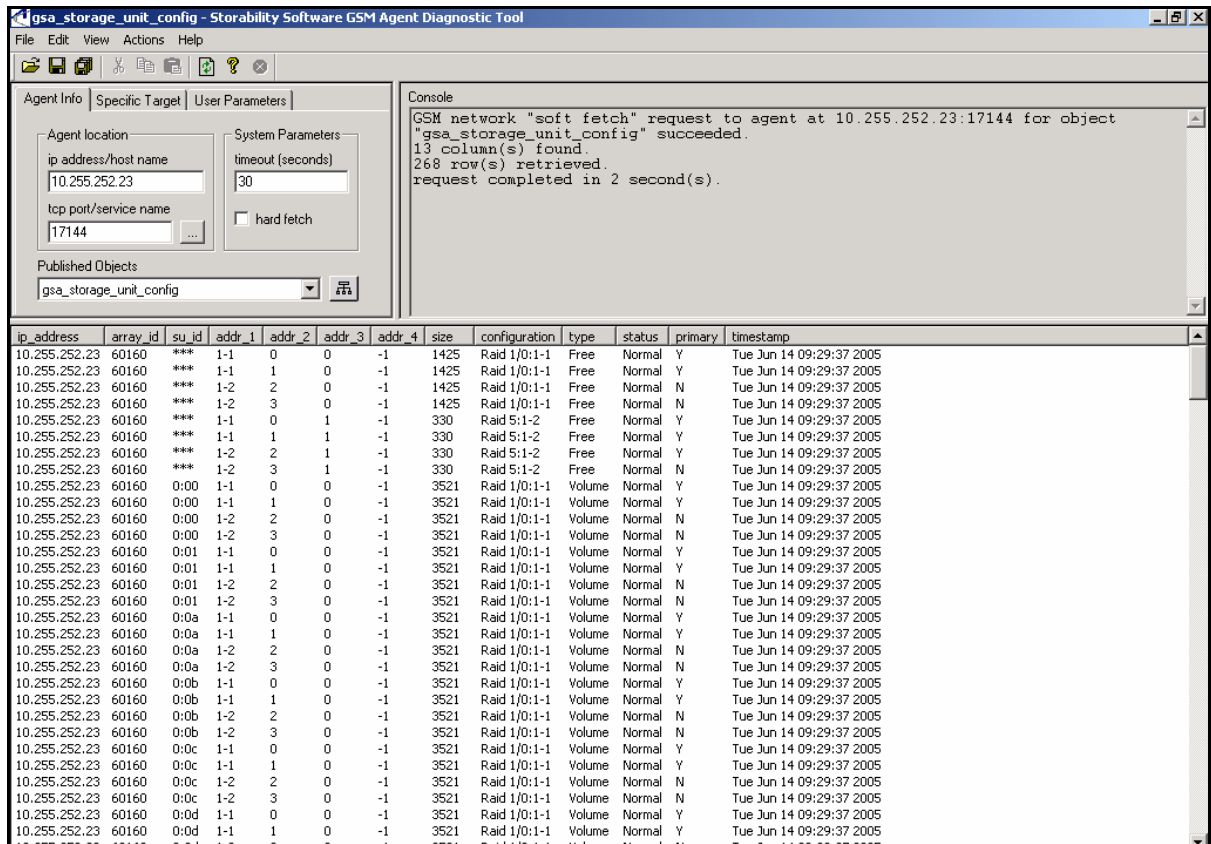 gsa_storage_unit_config - Storability Software GSM Agent Diagnostic Tool
File Edit View Actions Help
Agent Info Specific Target User Parameters
Agent location
ip address/host name
10.255.252.23
tcp port/service name
17144 ...
System Parameters
timeout (seconds)
30
hard fetch
Published Objects
gsa_storage_unit_config
Console
GSM network "soft fetch" request to agent at 10.255.252.23:17144 for object
"gsa_storage_unit_config" succeeded.
13 column(s) found.
268 row(s) retrieved.
request completed in 2 second(s).
ip_address array_id su_id addr_1 addr_2 addr_3 addr_4 size configuration type status primary timestamp
10.255.252.23 60160 *** 1-1 0 0 -1 1425 Raid 1/0:1-1 Free Normal Y Tue Jun 14 09:29:37 2005
10.255.252.23 60160 *** 1-1 1 0 -1 1425 Raid 1/0:1-1 Free Normal Y Tue Jun 14 09:29:37 2005
10.255.252.23 60160 *** 1-2 2 0 -1 1425 Raid 1/0:1-1 Free Normal N Tue Jun 14 09:29:37 2005
10.255.252.23 60160 *** 1-2 3 0 -1 1425 Raid 1/0:1-1 Free Normal N Tue Jun 14 09:29:37 2005
10.255.252.23 60160 *** 1-1 0 1 -1 330 Raid 5:1-2 Free Normal Y Tue Jun 14 09:29:37 2005
10.255.252.23 60160 *** 1-1 1 1 -1 330 Raid 5:1-2 Free Normal Y Tue Jun 14 09:29:37 2005
10.255.252.23 60160 *** 1-2 2 1 -1 330 Raid 5:1-2 Free Normal Y Tue Jun 14 09:29:37 2005
10.255.252.23 60160 *** 1-2 3 1 -1 330 Raid 5:1-2 Free Normal N Tue Jun 14 09:29:37 2005
10.255.252.23 60160 0:00 1-1 0 0 -1 3521 Raid 1/0:1-1 Volume Normal Y Tue Jun 14 09:29:37 2005
10.255.252.23 60160 0:00 1-1 1 0 -1 3521 Raid 1/0:1-1 Volume Normal Y Tue Jun 14 09:29:37 2005
10.255.252.23 60160 0:00 1-2 2 0 -1 3521 Raid 1/0:1-1 Volume Normal N Tue Jun 14 09:29:37 2005
10.255.252.23 60160 0:00 1-2 3 0 -1 3521 Raid 1/0:1-1 Volume Normal N Tue Jun 14 09:29:37 2005
10.255.252.23 60160 0:01 1-1 0 0 -1 3521 Raid 1/0:1-1 Volume Normal Y Tue Jun 14 09:29:37 2005
10.255.252.23 60160 0:01 1-1 1 0 -1 3521 Raid 1/0:1-1 Volume Normal Y Tue Jun 14 09:29:37 2005
10.255.252.23 60160 0:01 1-2 2 0 -1 3521 Raid 1/0:1-1 Volume Normal N Tue Jun 14 09:29:37 2005
10.255.252.23 60160 0:01 1-2 3 0 -1 3521 Raid 1/0:1-1 Volume Normal N Tue Jun 14 09:29:37 2005
10.255.252.23 60160 0:0a 1-1 0 0 -1 3521 Raid 1/0:1-1 Volume Normal Y Tue Jun 14 09:29:37 2005
10.255.252.23 60160 0:0a 1-1 1 0 -1 3521 Raid 1/0:1-1 Volume Normal Y Tue Jun 14 09:29:37 2005
10.255.252.23 60160 0:0a 1-2 2 0 -1 3521 Raid 1/0:1-1 Volume Normal N Tue Jun 14 09:29:37 2005
10.255.252.23 60160 0:0a 1-2 3 0 -1 3521 Raid 1/0:1-1 Volume Normal N Tue Jun 14 09:29:37 2005
10.255.252.23 60160 0:0b 1-1 0 0 -1 3521 Raid 1/0:1-1 Volume Normal Y Tue Jun 14 09:29:37 2005
10.255.252.23 60160 0:0b 1-1 1 0 -1 3521 Raid 1/0:1-1 Volume Normal Y Tue Jun 14 09:29:37 2005
10.255.252.23 60160 0:0b 1-2 2 0 -1 3521 Raid 1/0:1-1 Volume Normal N Tue Jun 14 09:29:37 2005
10.255.252.23 60160 0:0b 1-2 3 0 -1 3521 Raid 1/0:1-1 Volume Normal N Tue Jun 14 09:29:37 2005
10.255.252.23 60160 0:0c 1-1 0 0 -1 3521 Raid 1/0:1-1 Volume Normal Y Tue Jun 14 09:29:37 2005
10.255.252.23 60160 0:0c 1-1 1 0 -1 3521 Raid 1/0:1-1 Volume Normal Y Tue Jun 14 09:29:37 2005
10.255.252.23 60160 0:0c 1-2 2 0 -1 3521 Raid 1/0:1-1 Volume Normal N Tue Jun 14 09:29:37 2005
10.255.252.23 60160 0:0c 1-2 3 0 -1 3521 Raid 1/0:1-1 Volume Normal N Tue Jun 14 09:29:37 2005
10.255.252.23 60160 0:0d 1-1 0 0 -1 3521 Raid 1/0:1-1 Volume Normal Y Tue Jun 14 09:29:37 2005
10.255.252.23 60160 0:0d 1-1 1 0 -1 3521 Raid 1/0:1-1 Volume Normal Y Tue Jun 14 09:29:37 2005